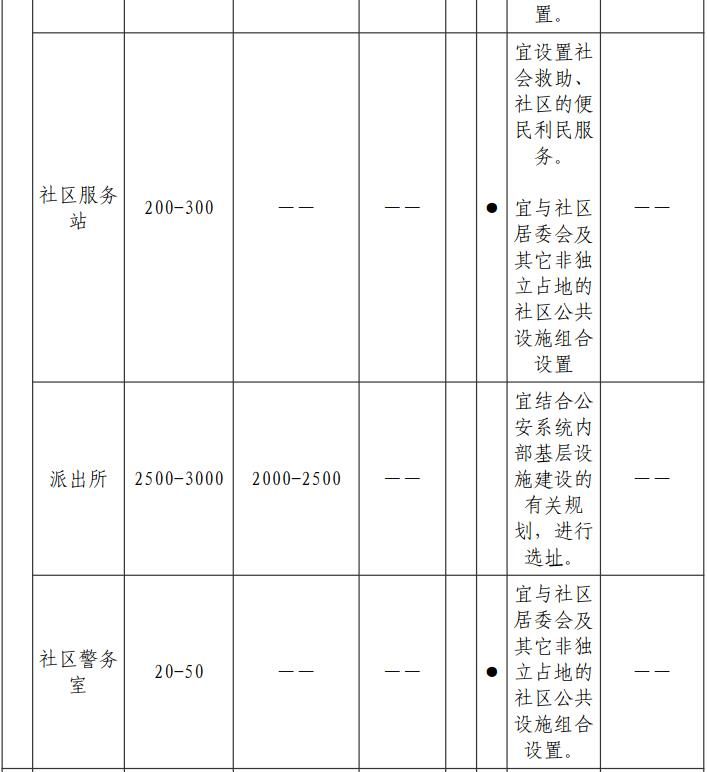 置。
社区服务
站
200-300
——
——
●
宜设置社
会救助、
社区的便
民利民服
务。
宜与社区
居委会及
其它非独
立占地的
社区公共
设施组合
设置
——
派出所
2500-3000
2000-2500
——
宜结合公
安系统内
部基层设
施建设的
有关规
划，进行
选址。
——
社区警务
室
20-50
——
——
●
宜与社区
居委会及
其它非独
立占地的
社区公共
设施组合
设置。
——